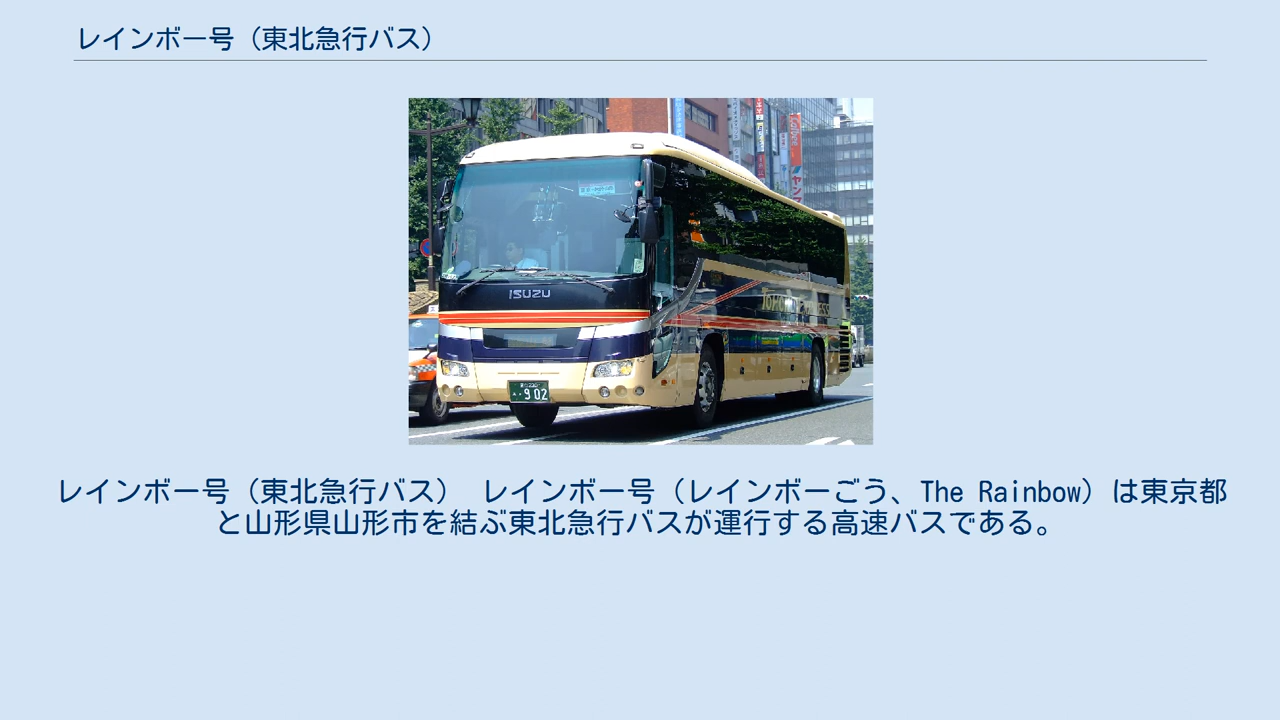 レインボー号（東北急行バス）
ISUZU
902
レインボー号（東北急行バス） レインボー号（レインボーごう、The Rainbow）は東京都
と山形県山形市を結ぶ東北急行バスが運行する高速バスである。